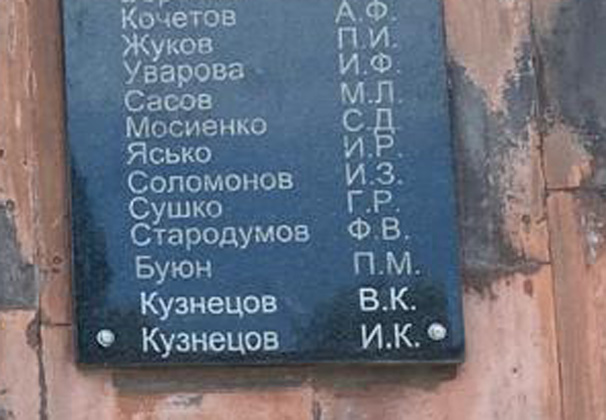 Кочетов А.Ф.
Жуков П.И.
Уварова И.Ф.
Сасов М.Л.
Мосиенко С.Д.
Ясько И.Р.
Соломонов И.З.
Сушко Г.Р.
Стародумов Ф.В.
Буюн П.М.
Кузнецов В.К.
Кузнецов И.К.